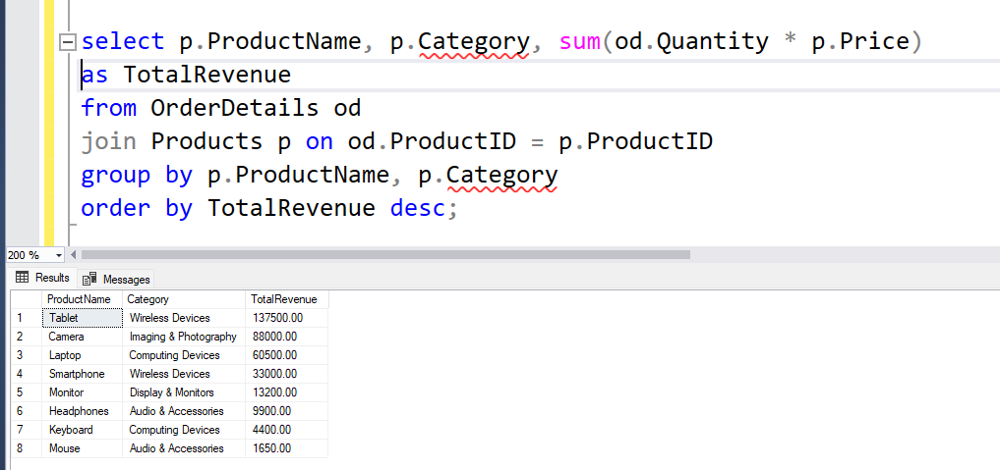 select p.ProductName, p.Category, sum(od.Quantity * p.Price)
as TotalRevenue
from OrderDetails od
join Products p on od.ProductID = p.ProductID
group by p.ProductName, p.Category
order by TotalRevenue desc;
200 %
Results Messages
ProductName Category TotalRevenue
1 Tablet Wireless Devices 137500.00
2 Camera Imaging & Photography 88000.00
3 Laptop Computing Devices 60500.00
4 Smartphone Wireless Devices 33000.00
5 Monitor Display & Monitors 13200.00
6 Headphones Audio & Accessories 9900.00
7 Keyboard Computing Devices 4400.00
8 Mouse Audio & Accessories 1650.00